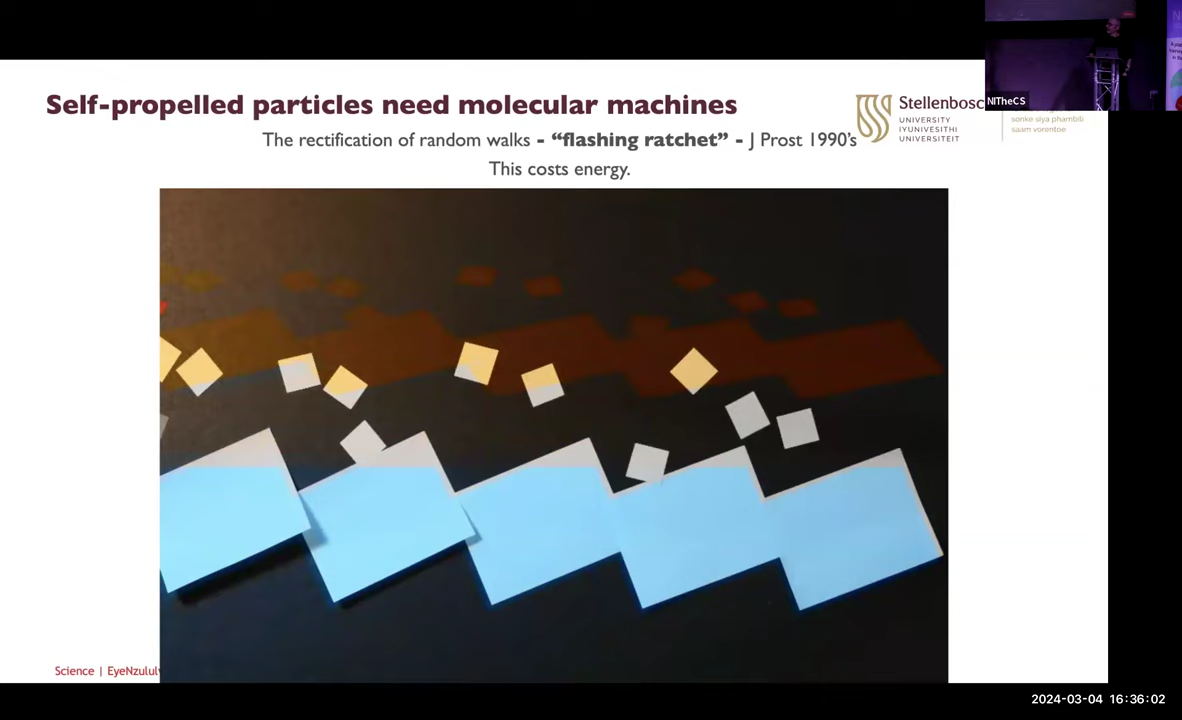 Self-propelled particles need molecular machines
The rectification of random walks - “flashing ratchet” - J Prost 1990’s
This costs energy.
Stellenbosc
UNIVERSITY
IYUNIVESITHI
UNIVERSITEIT
NITheCS
sonke siya phambili
saam vorentoe
Science | EyeNzulul
2024-03-04 16:36:02